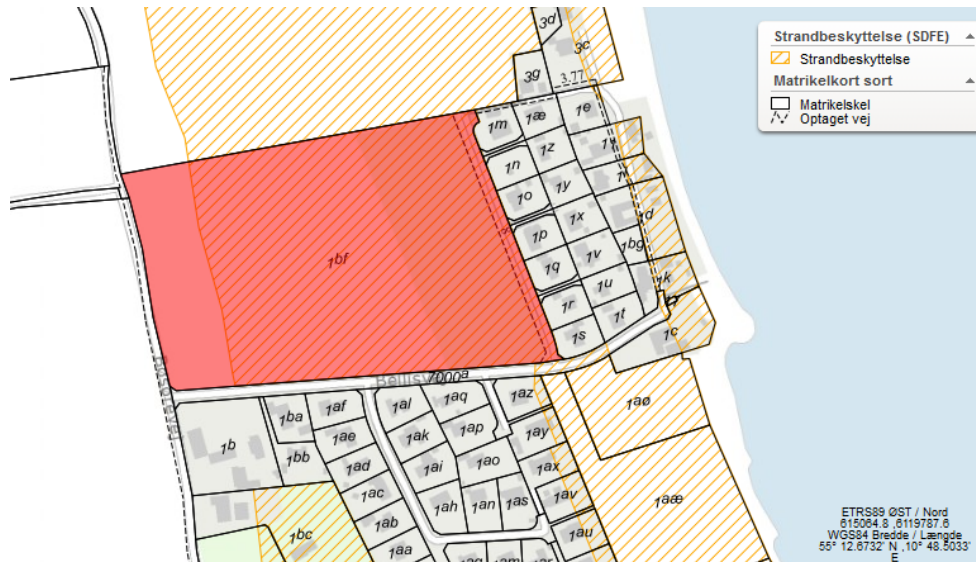 Strandbeskyttelse (SDFE)
Strandbeskyttelse
Matrikelkort sort
Matrikelskel
Optaget vej
3d
3c
3g
3.77
1m
1æ
1e
1z
1n
1y
1o
1d
1x
1p
1bg
1v
1q
1k
1u
1r
1t
1s
1c
1bf
7000a
1aø
1ba
1af
1al
1aq
1az
1b
1ae
1ak
1ap
1ay
1bb
1ad
1ai
1ao
1ax
1ac
1ah
1an
1as
1av
1aæ
1bc
1ab
1au
1aa
ETRS89 ØST / Nord
615064.8 ,6119787.6
WGS84 Bredde / Længde
55° 12.6732' N ,10° 48.5033'
E